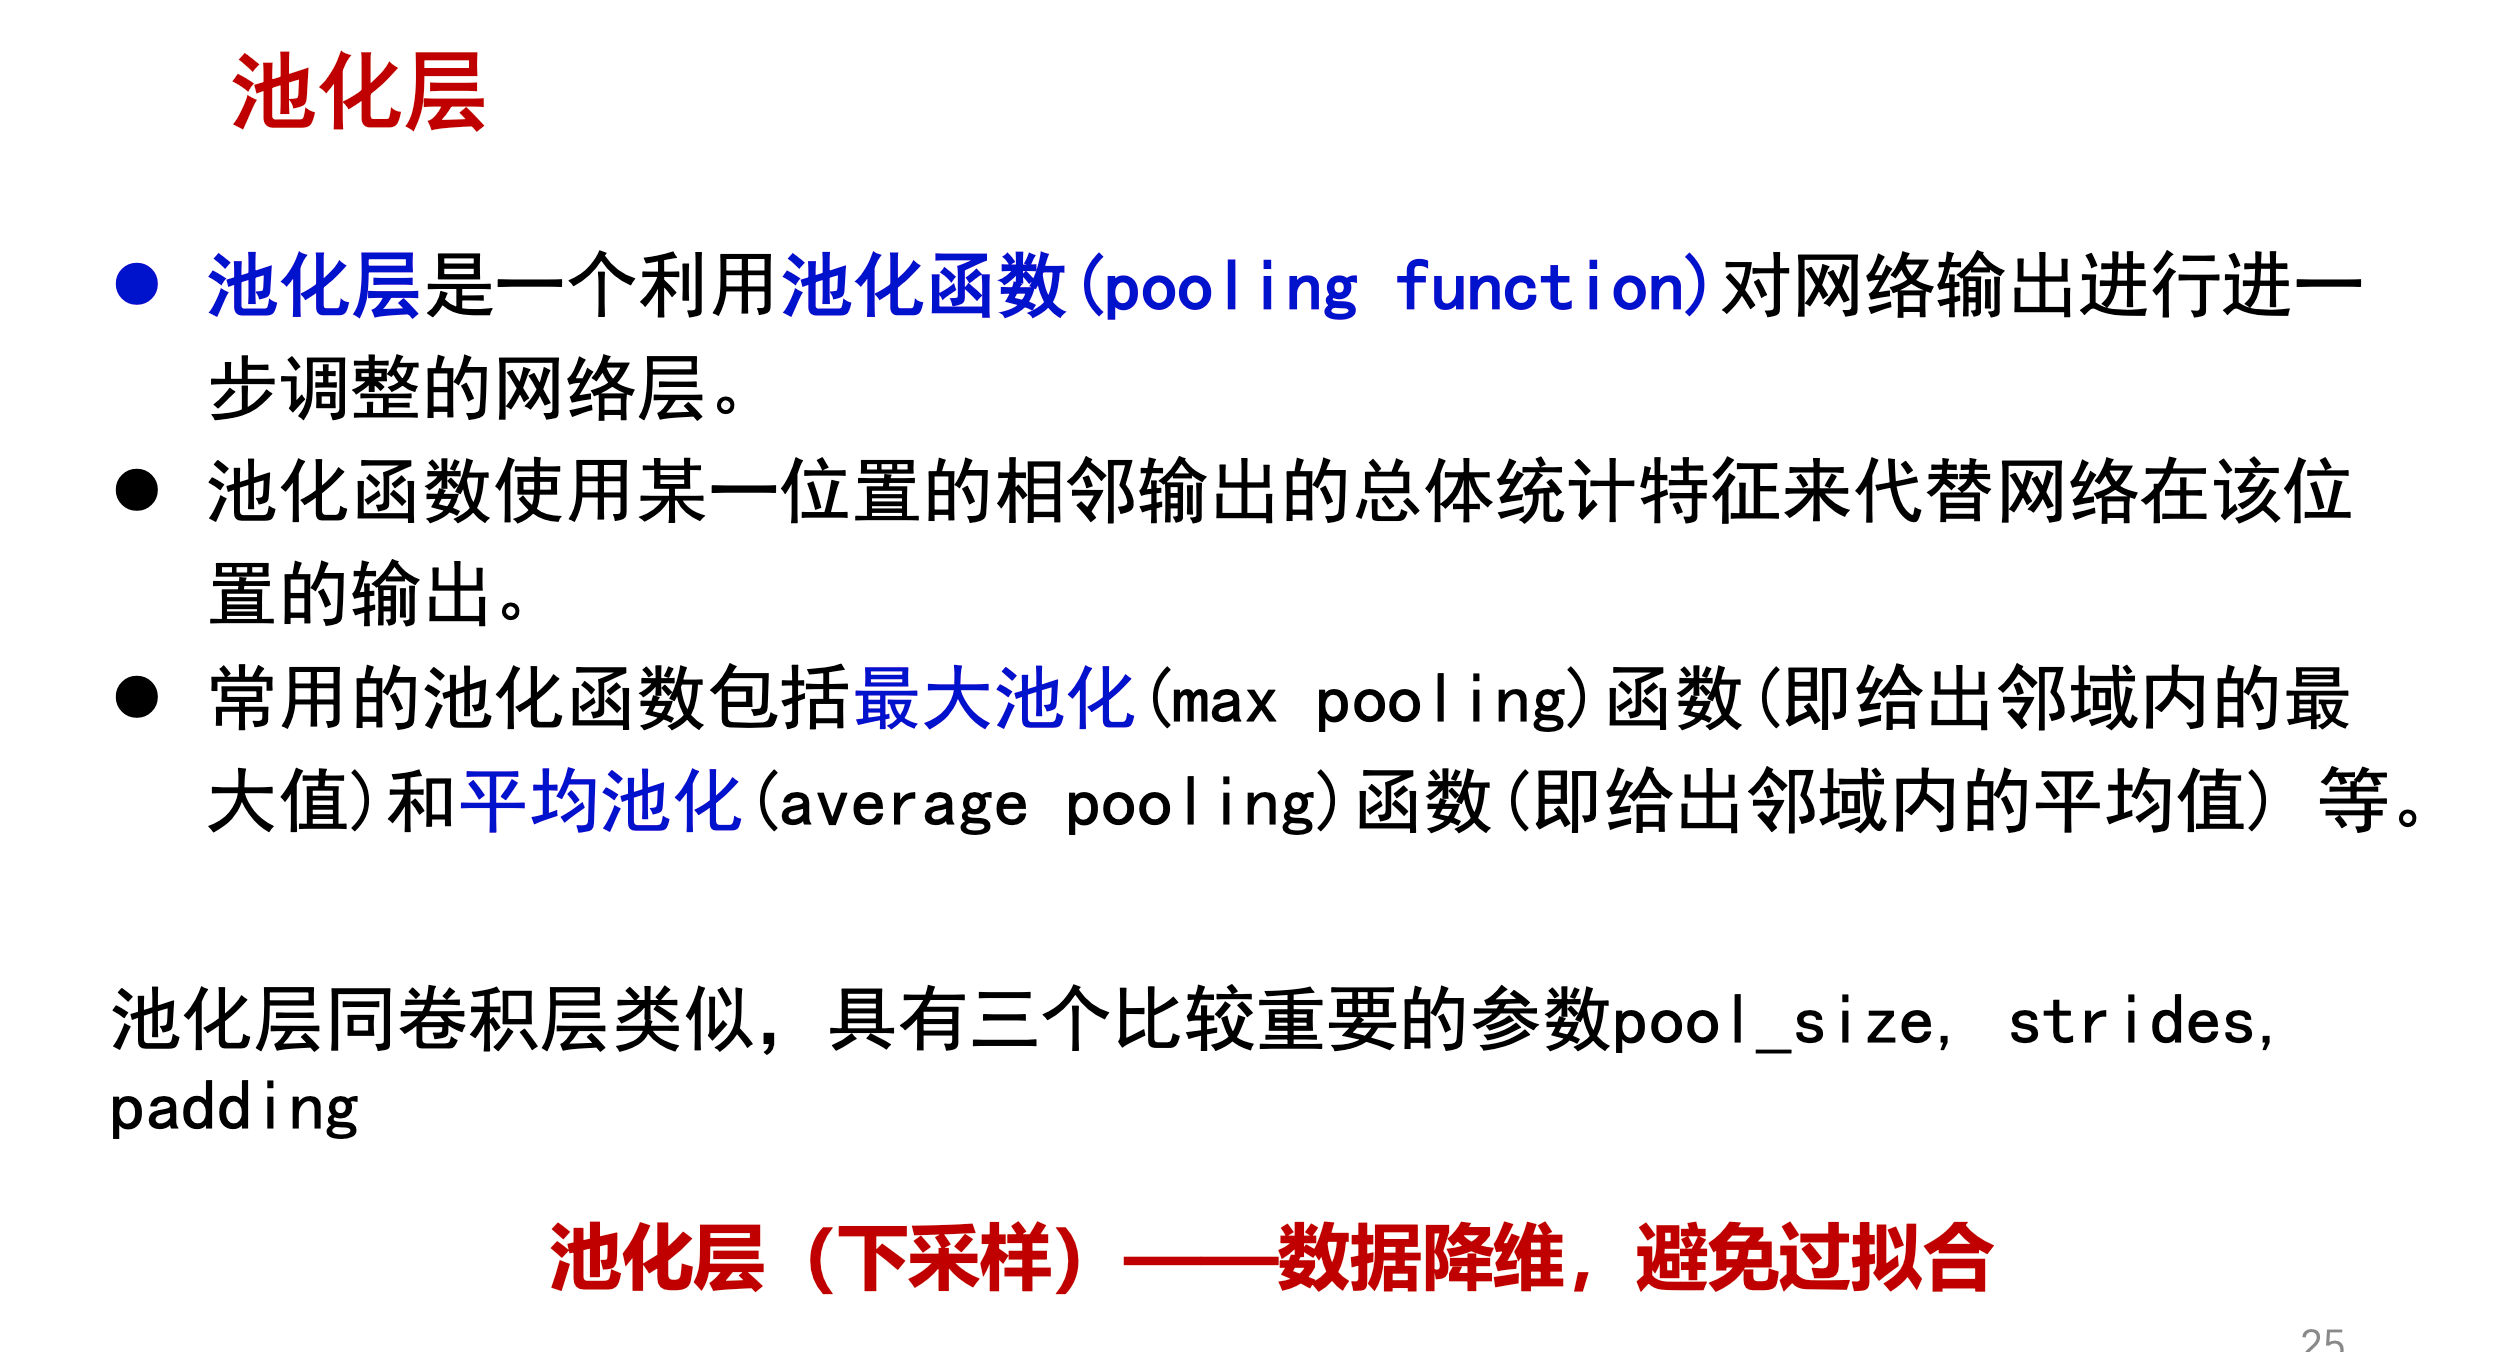 池化层
● 池化层是一个利用池化函数(pooling function)对网络输出进行进一
步调整的网络层。
● 池化函数使用某一位置的相邻输出的总体统计特征来代替网络在该位
置的输出。
● 常用的池化函数包括最大池化(max pooling)函数(即给出邻域内的最
大值)和平均池化(average pooling)函数(即给出邻域内的平均值) 等。
池化层同卷积层类似, 具有三个比较重要的参数pool_size, strides,
padding
池化层 (下采样) ——数据降维, 避免过拟合
25